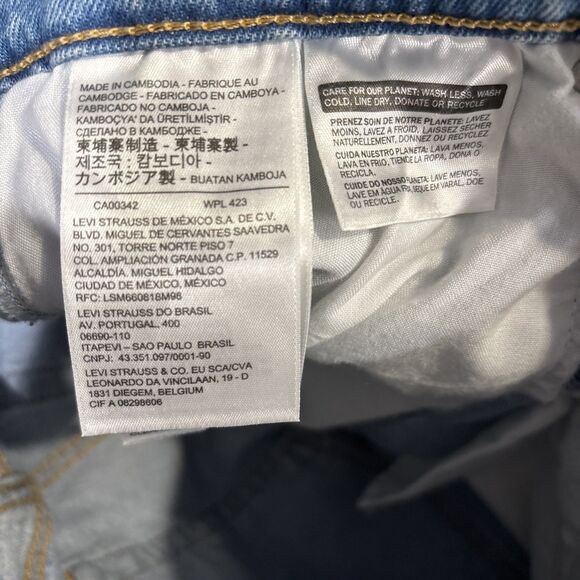 MADE IN CAMBODIA - FABRIQUE AU
CAMBODGE - FABRICADO EN CAMBOYA -
FABRICADO NO CAMBOJA -
KAMBOÇYA' DA ÜRETİLMİŞTİR -
СДЕЛАНО В КАМБОДЖЕ -
柬埔寨制造 - 柬埔寨製 -
제조국 : 캄보디아 -
カンボジア製 - BUATAN KAMBOJA
CA00342 WPL 423
LEVI STRAUSS DE MÉXICO S.A. DE C.V.
BLVD. MIGUEL DE CERVANTES SAAVEDRA
NO. 301, TORRE NORTE PISO 7
COL. AMPLIACIÓN GRANADA C.P. 11529
ALCALDÍA. MIGUEL HIDALGO
CIUDAD DE MÉXICO, MÉXICO
RFC: LSM660818M96
LEVI STRAUSS DO BRASIL
AV. PORTUGAL, 400
06690-110
ITAPEVI – SAO PAULO BRASIL
CNPJ: 43.351.097/0001-90
LEVI STRAUSS & CO. EU SCA/CVA
LEONARDO DA VINCILAAN, 19 - D
1831 DIEGEM, BELGIUM
CIF A 08298606
CARE FOR OUR PLANET: WASH LESS, WASH
COLD, LINE DRY, DONATE OR RECYCLE
PRENEZ SOIN DE NOTRE PLANETE: LAVEZ
MOINS, LAVEZ A FROID, LAISSEZ SECHER
NATURELLEMENT, DONNEZ OU RECYCLEZ.
CUIDA NUESTRO PLANETA: LAVA MENOS,
LAVA EN FRIO, TIENDE LA ROPA, DONA O
RECICLA.
CUIDE DO NOSSO PLANETA: LAVE MENOS,
LAVE EM AGUA FRIA, SEQUE EM VARAL, DOE
OU RECICLE.